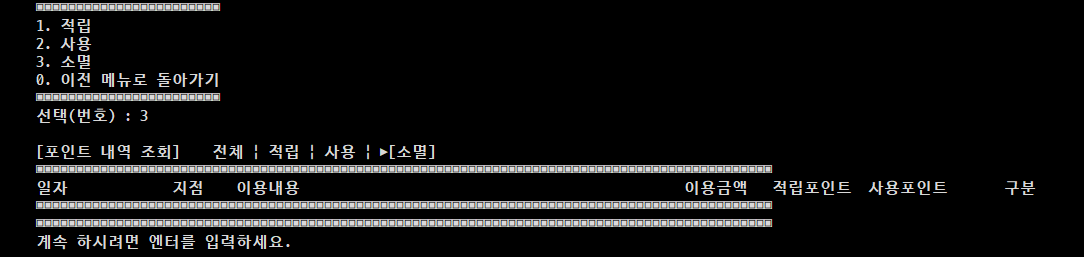 1. 적립
2. 사용
3. 소멸
0. 이전 메뉴로 돌아가기
선택(번호) : 3
[포인트 내역 조회] 전체 ¦ 적립 ¦ 사용 ¦ ▶[소멸]
일자 지점 이용내용 이용금액 적립포인트 사용포인트 구분
계속 하시려면 엔터를 입력하세요.